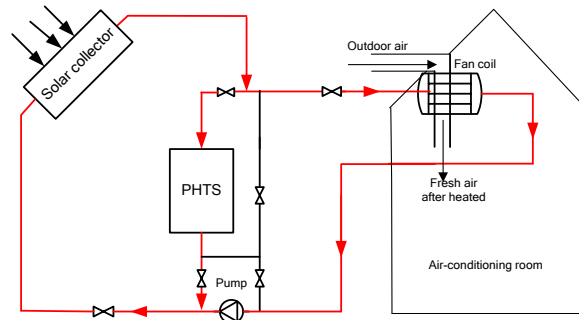 Solar collector
Outdoor air
Fan coil
PHTS
Fresh air
after heated
Air-conditioning room
Pump